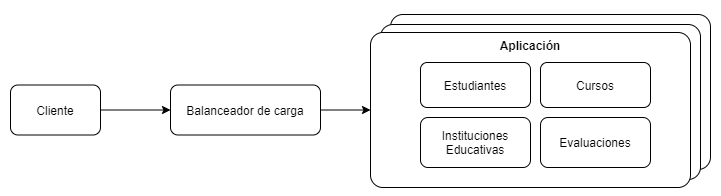 Cliente
Balanceador de carga
Aplicación
Estudiantes
Cursos
Instituciones
Educativas
Evaluaciones